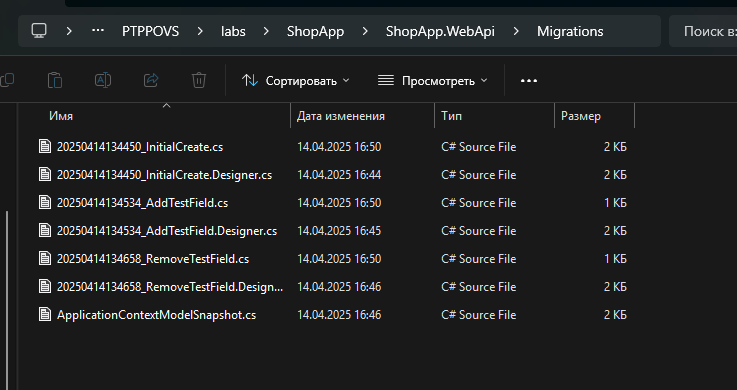 PTPPOVS > labs > ShopApp > ShopApp.WebApi > Migrations Поиск в:
Сортировать Просмотреть
Имя Дата изменения Тип Размер
20250414134450_InitialCreate.cs 14.04.2025 16:50 C# Source File 2 КБ
20250414134450_InitialCreate.Designer.cs 14.04.2025 16:44 C# Source File 2 КБ
20250414134534_AddTestField.cs 14.04.2025 16:50 C# Source File 1 КБ
20250414134534_AddTestField.Designer.cs 14.04.2025 16:45 C# Source File 2 КБ
20250414134658_RemoveTestField.cs 14.04.2025 16:50 C# Source File 1 КБ
20250414134658_RemoveTestField.Design... 14.04.2025 16:46 C# Source File 2 КБ
ApplicationContextModelSnapshot.cs 14.04.2025 16:46 C# Source File 2 КБ